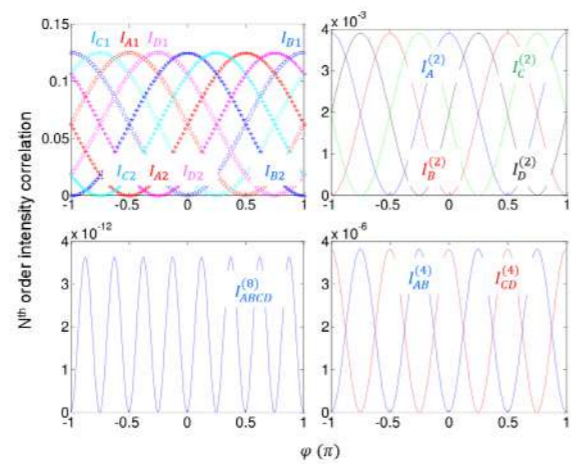 0.15
0.1
0.05
0
I_{C1} I_{A1} I_{D1} I_{B1}
I_{C2} I_{A2} I_{D2} I_{B2}
-1 -0.5 0 0.5 1
4 x 10^{-3}
3
2
1
0
I_A^{(2)} I_C^{(2)}
I_B^{(2)} I_D^{(2)}
-1 -0.5 0 0.5 1
N^{th} order intensity correlation
4 x 10^{-12}
3
2
1
0
I_{ABCD}^{(8)}
-1 -0.5 0 0.5 1
4 x 10^{-6}
3
2
1
0
I_{AB}^{(4)} I_{CD}^{(4)}
-1 -0.5 0 0.5 1
φ (π)